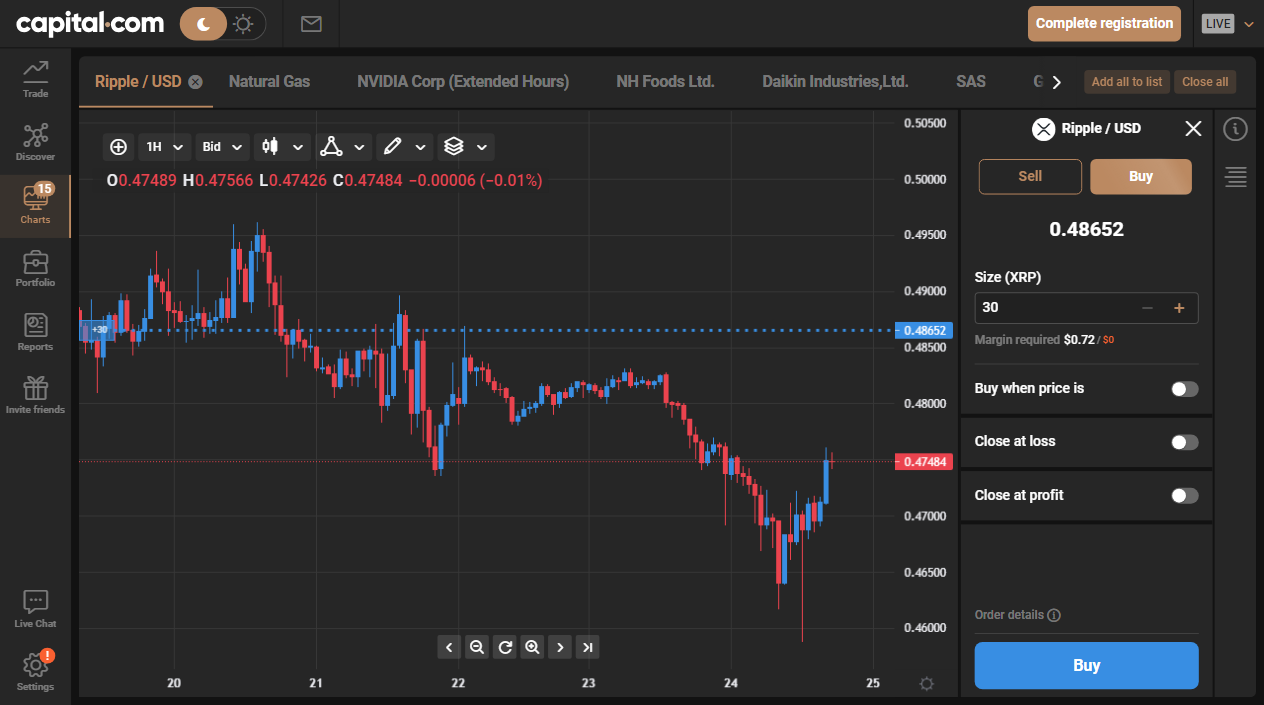 capital.com
Complete registration
LIVE
Trade
Discover
15
Charts
Portfolio
Reports
Invite friends
Live Chat
!
Settings
Ripple / USD
Natural Gas
NVIDIA Corp (Extended Hours)
NH Foods Ltd.
Daikin Industries,Ltd.
SAS
G
Add all to list
Close all
1H
Bid
O0.47489 H0.47566 L0.47426 C0.47484 −0.00006 (−0.01%)
+30
0.50500
0.50000
0.49500
0.49000
0.48652
0.48500
0.48000
0.47484
0.47000
0.46500
0.46000
20
21
22
23
24
25
Ripple / USD
Sell
Buy
0.48652
Size (XRP)
30
Margin required $0.72 / $0
Buy when price is
Close at loss
Close at profit
Order details
Buy